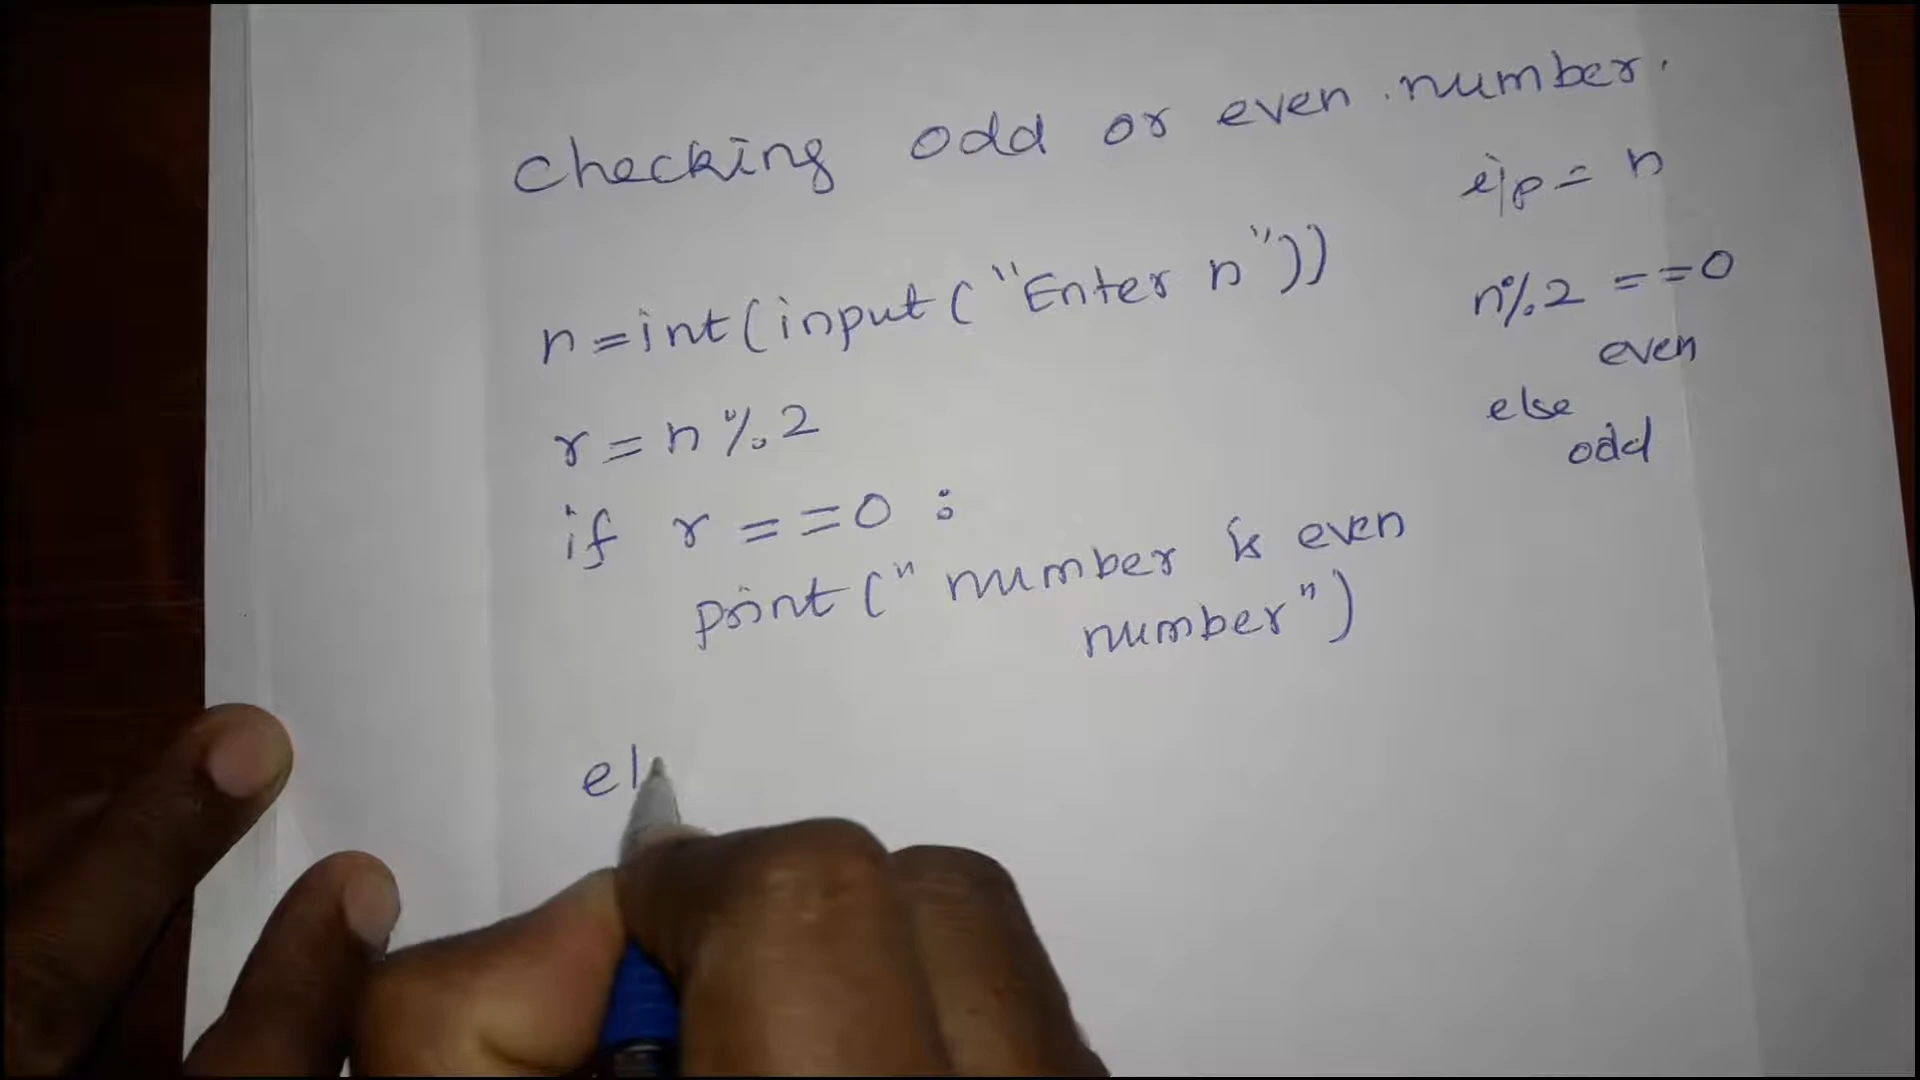 checking odd or even number.
i/p = n
n=int(input("Enter n"))
n%2 ==0
even
r=n%2
else
odd
if r ==0 :
print("number is even
number")
el